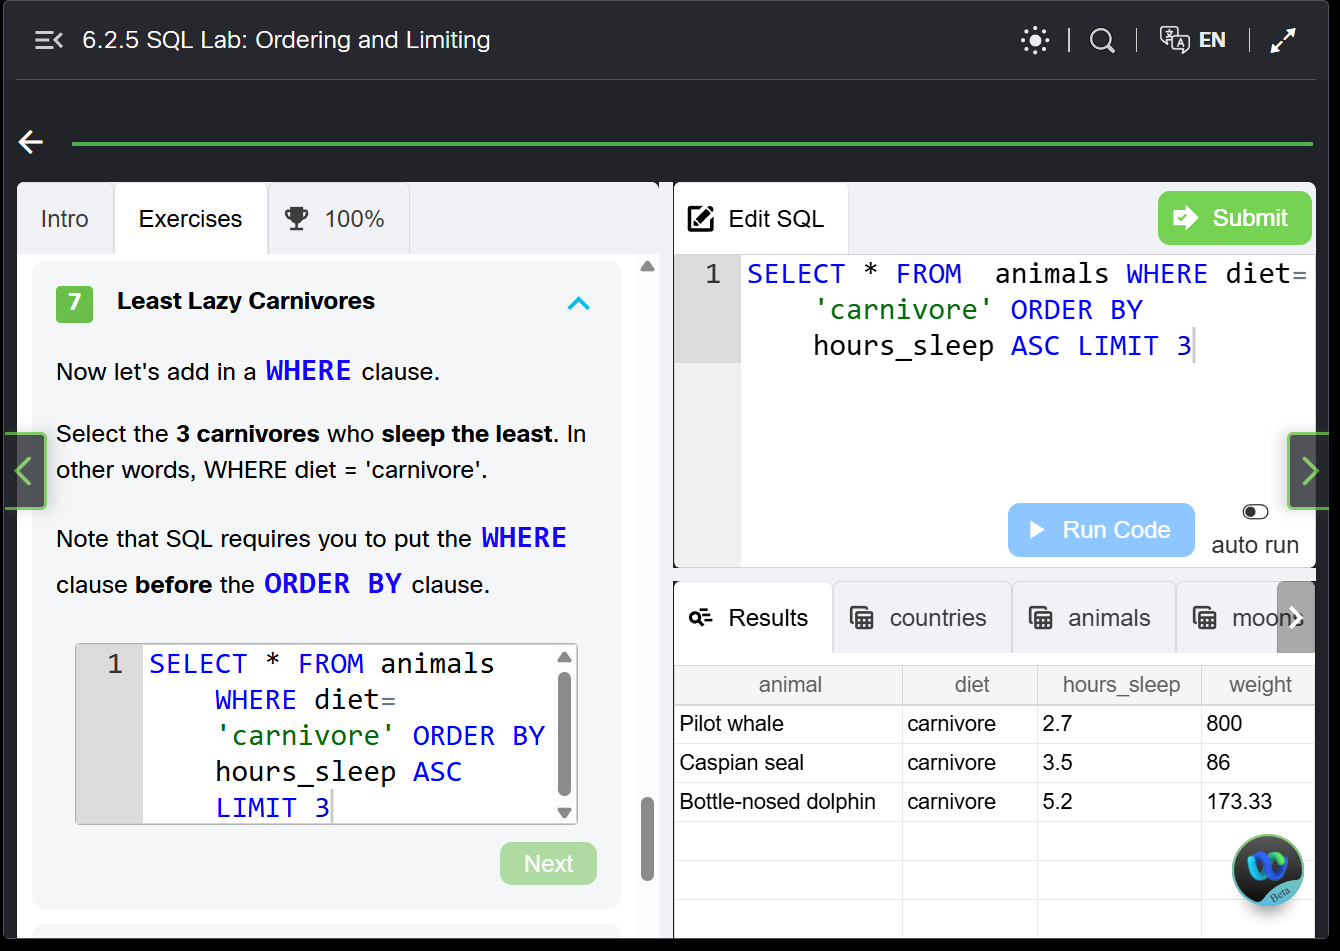 6.2.5 SQL Lab: Ordering and Limiting
EN
Intro
Exercises
100%
7
Least Lazy Carnivores
Now let's add in a WHERE clause.
Select the 3 carnivores who sleep the least. In
other words, WHERE diet = 'carnivore'.
Note that SQL requires you to put the WHERE
clause before the ORDER BY clause.
1 SELECT * FROM animals
WHERE diet=
'carnivore' ORDER BY
hours_sleep ASC
LIMIT 3
Next
Edit SQL
Submit
1 SELECT * FROM  animals WHERE diet=
'carnivore' ORDER BY
hours_sleep ASC LIMIT 3
Run Code
auto run
Results
countries
animals
moons
animal diet hours_sleep weight
Pilot whale carnivore 2.7 800
Caspian seal carnivore 3.5 86
Bottle-nosed dolphin carnivore 5.2 173.33
Beta